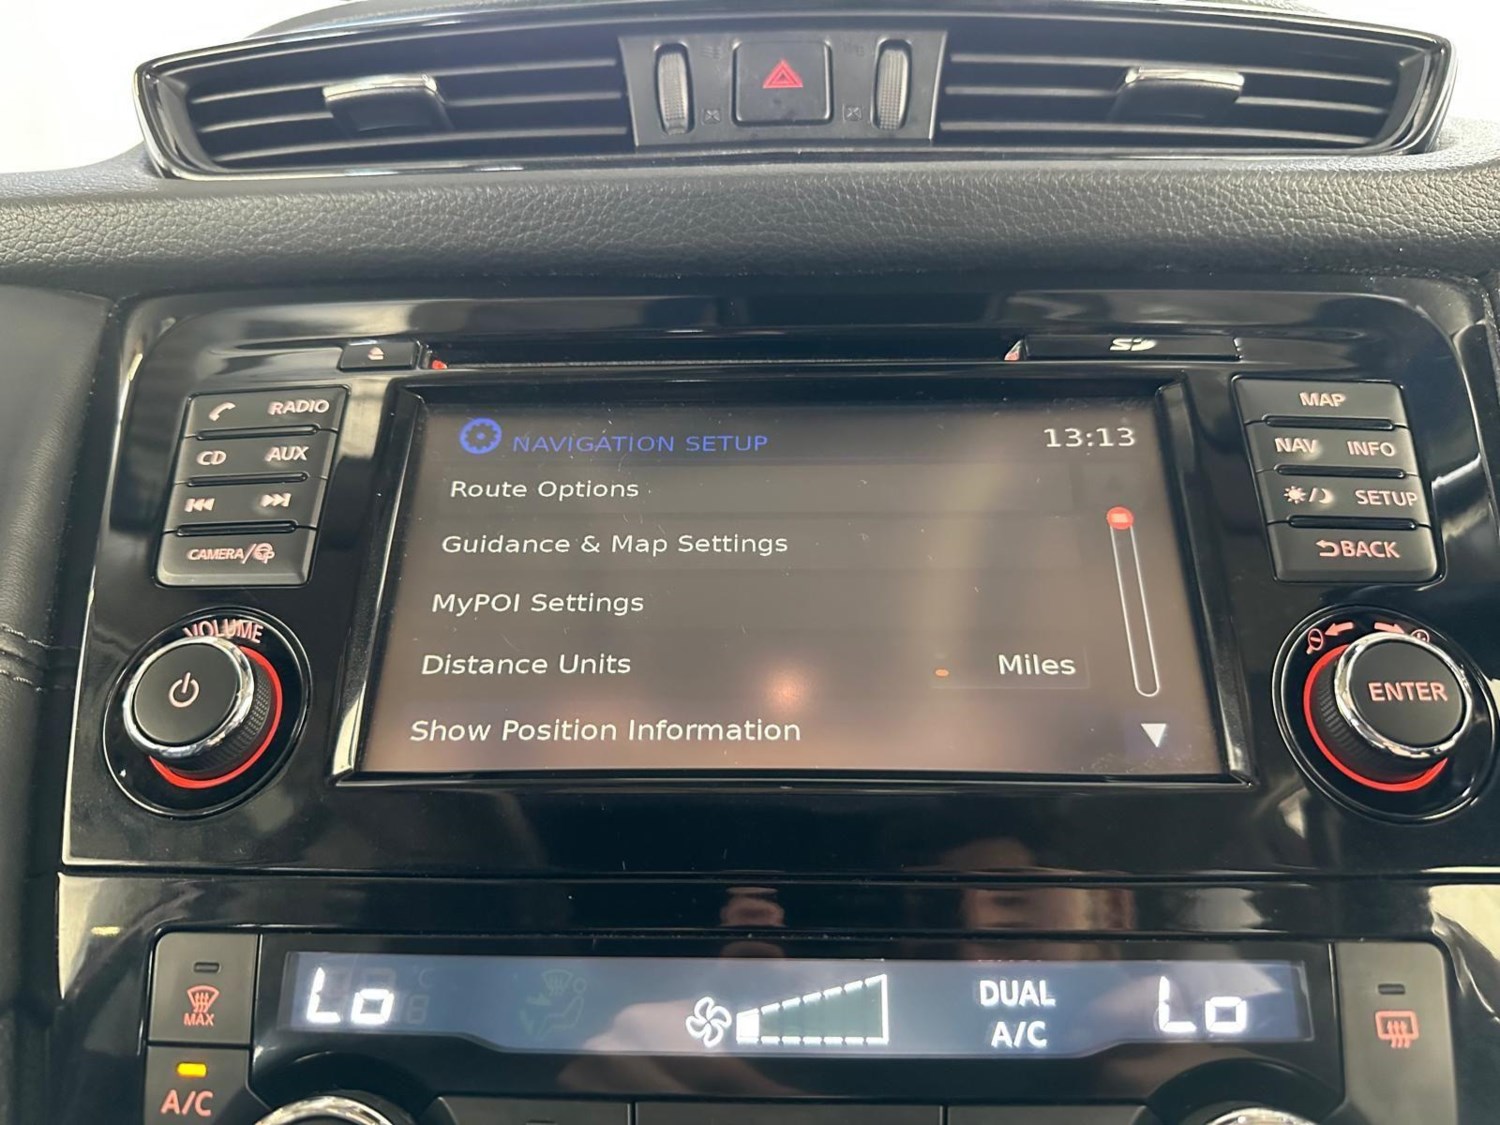 SD
RADIO
CD AUX
CAMERA/
VOLUME
NAVIGATION SETUP 13:13
Route Options
Guidance & Map Settings
MyPOI Settings
Distance Units Miles
Show Position Information
MAP
NAV INFO
SETUP
BACK
ENTER
MAX
A/C
Lo
DUAL
A/C
Lo